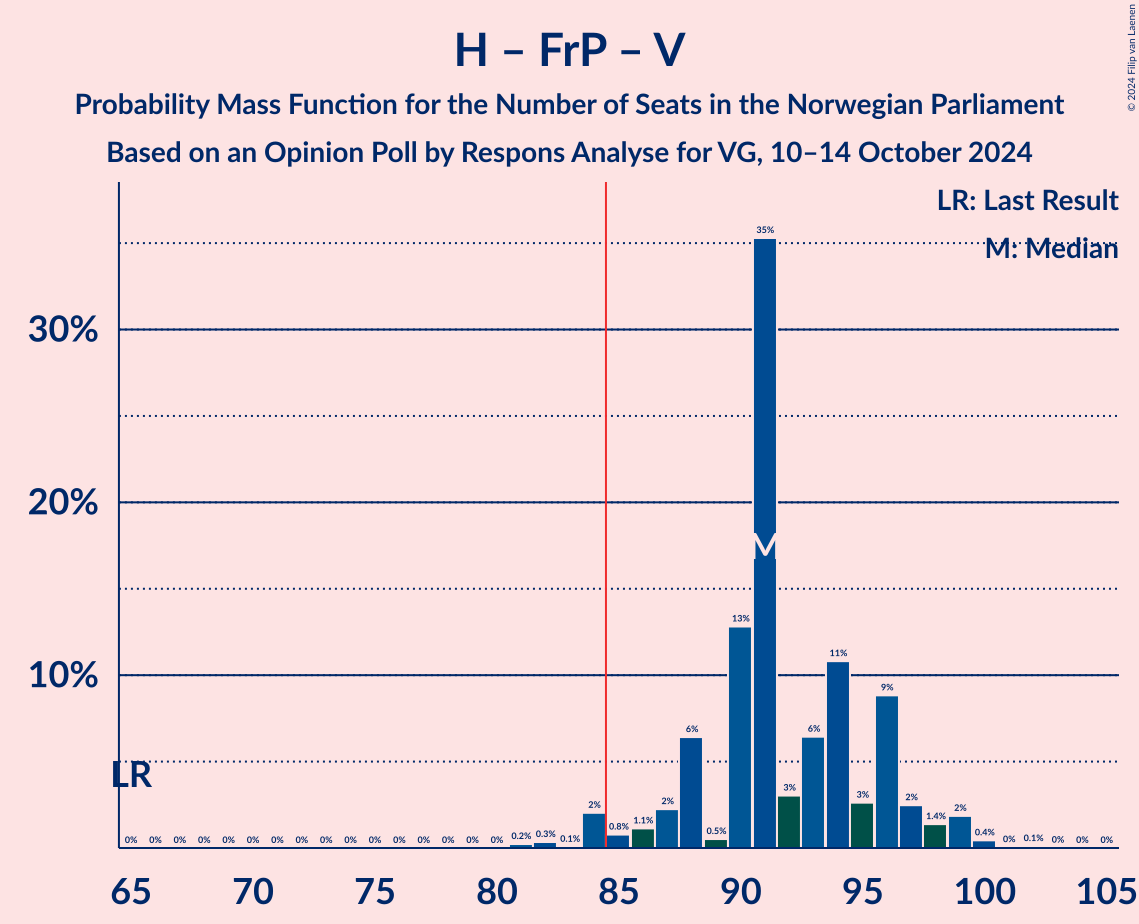 H – FrP – V
Probability Mass Function for the Number of Seats in the Norwegian Parliament
Based on an Opinion Poll by Respons Analyse for VG, 10–14 October 2024
© 2024 Filip van Laenen
LR: Last Result
M: Median
30%
20%
10%
LR
M
0% 0% 0% 0% 0% 0% 0% 0% 0% 0% 0% 0% 0% 0% 0% 0% 0.2% 0.3% 0.1% 2% 0.8% 1.1% 2% 6% 0.5% 13% 35% 3% 6% 11% 3% 9% 2% 1.4% 2% 0.4% 0% 0.1% 0% 0% 0%
65 70 75 80 85 90 95 100 105